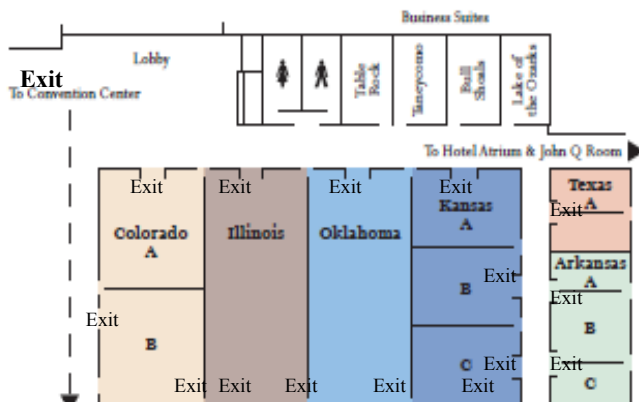 Business Suites
Lobby
Exit
To Convention Center
Table
Rock
Taneycomo
Bull
Shoals
Lake of
the Ozarks
To Hotel Atrium & John Q Room
Exit
Exit
Exit
Exit
Texas
A
Exit
Colorado
A
Illinois
Oklahoma
Kansas
A
Arkansas
A
Exit
B
Exit
Exit
B
B
Exit
C
Exit
Exit
Exit
Exit
Exit
Exit
C